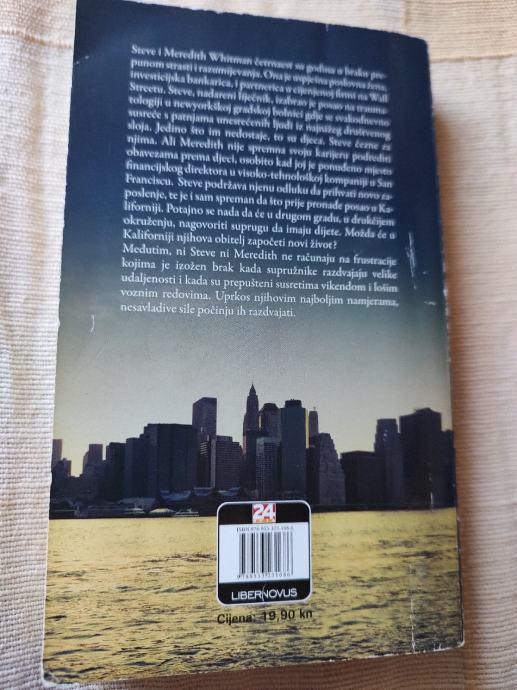 Steve i Meredith Whitman četrnaest su godina u braku pre-
punom strasti i razumijevanja. Ona je uspješna poslovna žena,
investicijska bankarica, i partnerica u cijenjenoj firmi na Wall
Streetu. Steve, nadareni liječnik, izabrao je posao na trauma-
tologiji u newyorškoj gradskoj bolnici gdje se svakodnevno
susreće s patnjama unesrećenih ljudi iz najnižeg društvenog
sloja. Jedino što im nedostaje, to su djeca. Steve čezne za
njima. Ali Meredith nije spremna svoju karijeru podrediti
obavezama prema djeci, osobito kad joj je ponuđeno mjesto
financijskog direktora u visoko-tehnološkoj kompaniji u San
Franciscu. Steve podržava njenu odluku da prihvati novo za-
poslenje, te je i sam spreman da što prije pronađe posao u Ka-
liforniji. Potajno se nada da će u drugom gradu, u drukčijem
okruženju, nagovoriti suprugu da imaju dijete. Možda će u
Kaliforniji njihova obitelj započeti novi život?
Međutim, ni Steve ni Meredith ne računaju na frustracije
kojima je izožen brak kada supružnike razdvajaju velike
udaljenosti i kada su prepušteni susretima vikendom i lošim
voznim redovima. Uprkos njihovim najboljim namjerama,
nesavladive sile počinju ih razdvajati.
24
LIBERNOVUS
Cijena: 19,90 kn